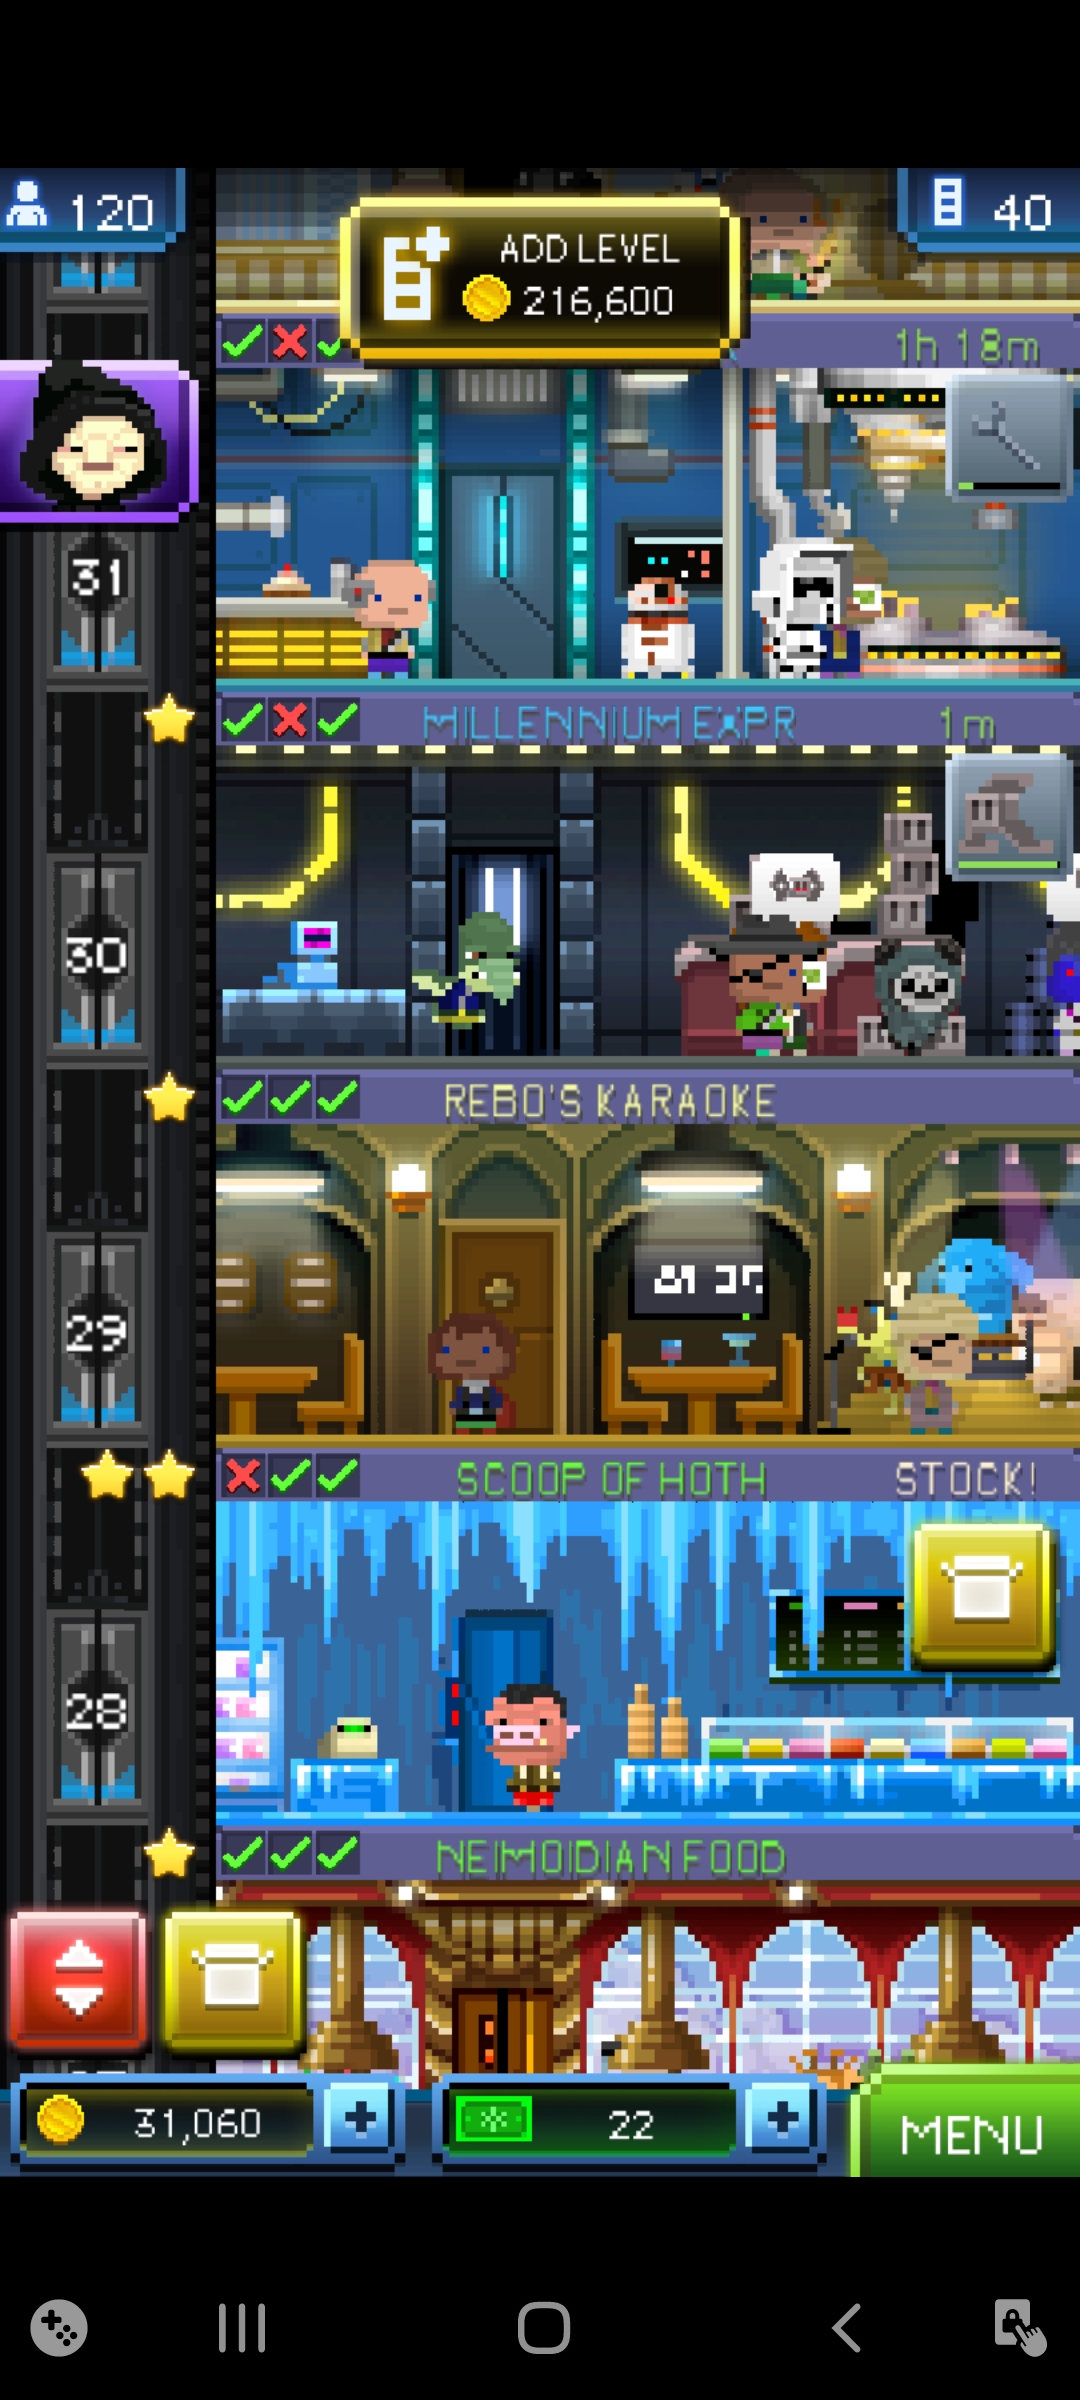 120
40
ADD LEVEL
216,600
1h 18m
31
MILLENNIUM EXPR
1m
30
REBO'S KARAOKE
29
SCOOP OF HOTH
STOCK!
28
NEIMOIDIAN FOOD
31,060
22
MENU